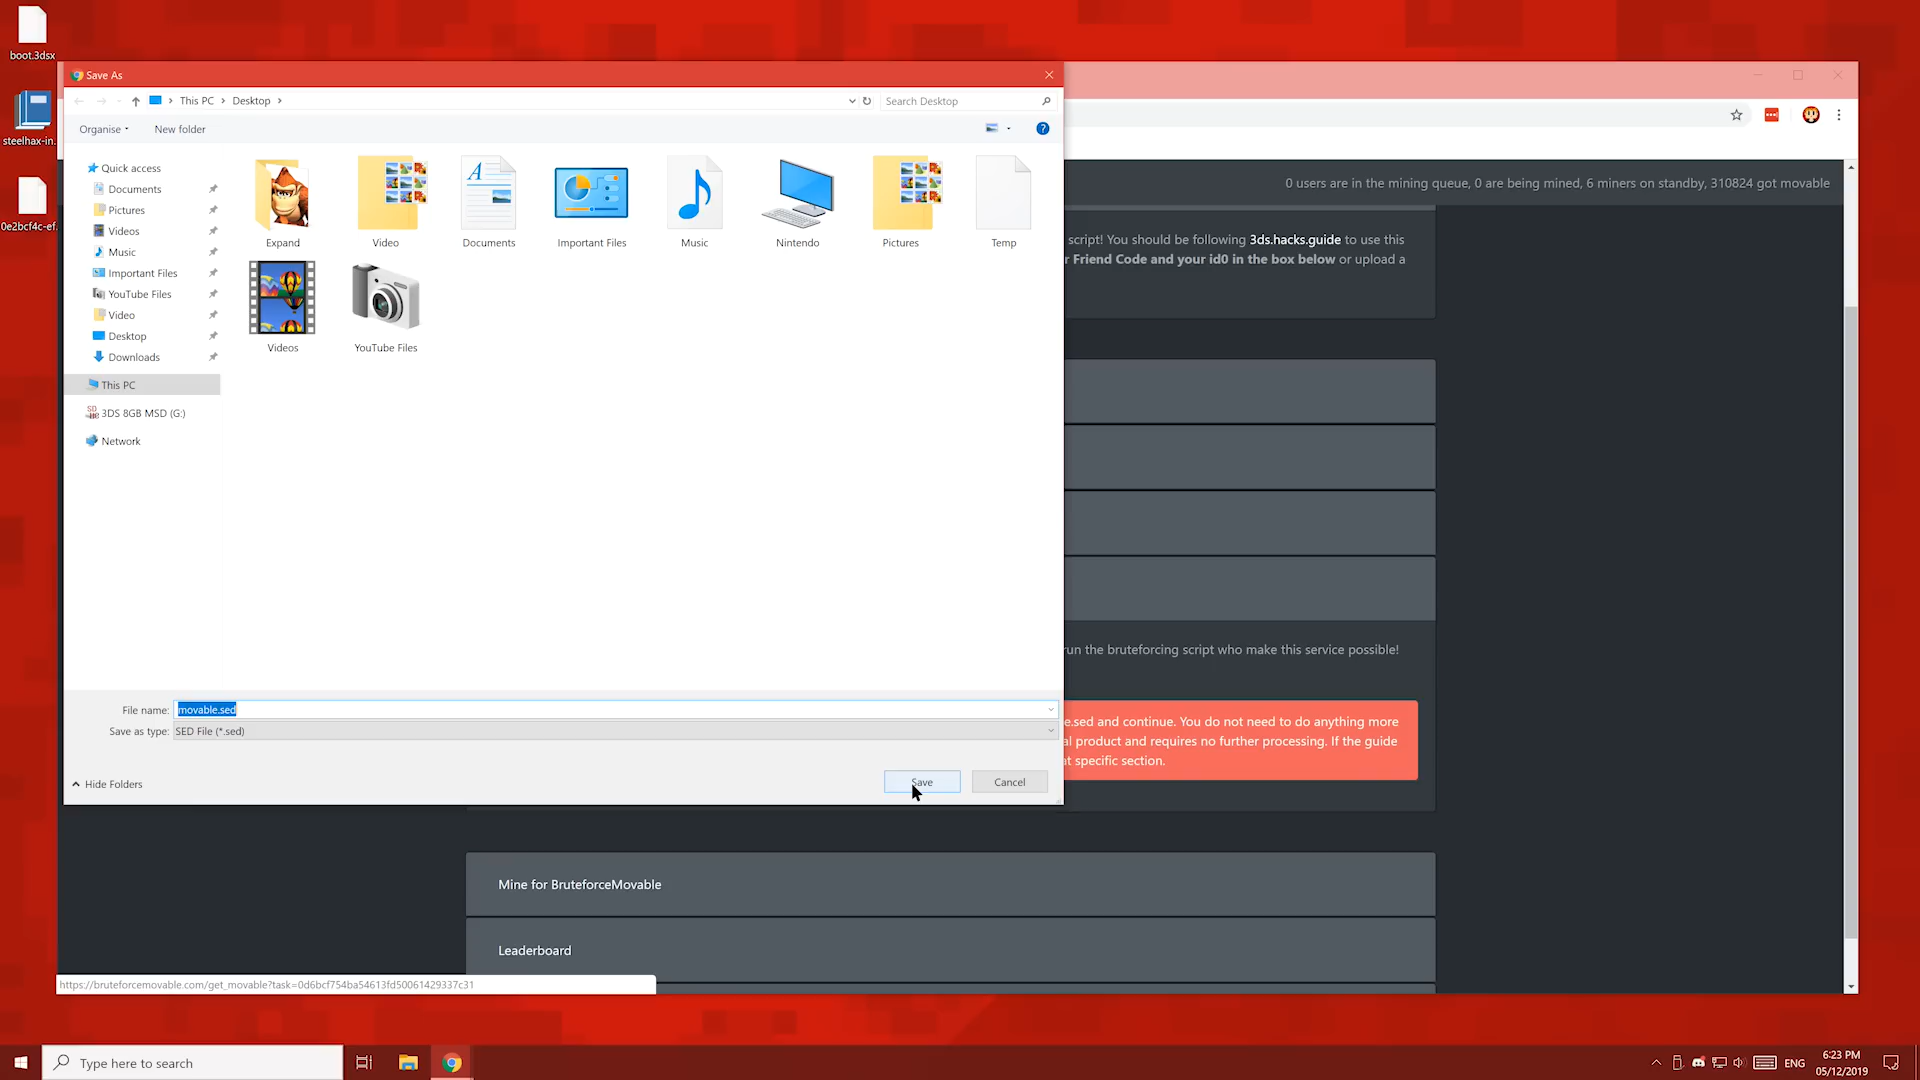 boot.3dsx
steelhax-in.
0e2bcf4c-ef.
Save As
This PC
Desktop
Search Desktop
Organise
New folder
Quick access
Documents
Pictures
Videos
Music
Important Files
YouTube Files
Video
Desktop
Downloads
This PC
3DS 8GB MSD (G:)
Network
Expand
Video
Documents
Important Files
Music
Nintendo
Pictures
Temp
Videos
YouTube Files
File name:
movable.sed
Save as type:
SED File (*.sed)
Hide Folders
Save
Cancel
0 users are in the mining queue, 0 are being mined, 6 miners on standby, 310824 got movable
script! You should be following 3ds.hacks.guide to use this
r Friend Code and your id0 in the box below or upload a
run the bruteforcing script who make this service possible!
e.sed and continue. You do not need to do anything more
al product and requires no further processing. If the guide
at specific section.
Mine for BruteforceMovable
Leaderboard
https://bruteforcemovable.com/get_movable?task=0d6bcf754ba54613fd50061429337c31
Type here to search
ENG
6:23 PM
05/12/2019